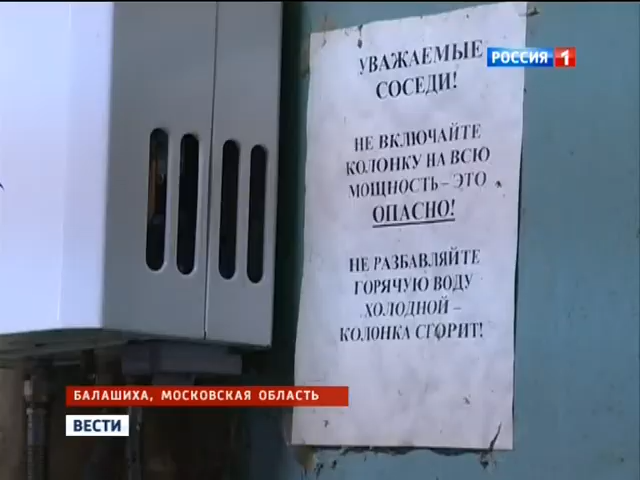 УВАЖАЕМЫЕ
СОСЕДИ!
РОССИЯ 1
НЕ ВКЛЮЧАЙТЕ
КОЛОНКУ НА ВСЮ
МОЩНОСТЬ – ЭТО
ОПАСНО!
НЕ РАЗБАВЛЯЙТЕ
ГОРЯЧУЮ ВОДУ
ХОЛОДНОЙ –
КОЛОНКА СГОРИТ!
БАЛАШИХА, МОСКОВСКАЯ ОБЛАСТЬ
ВЕСТИ